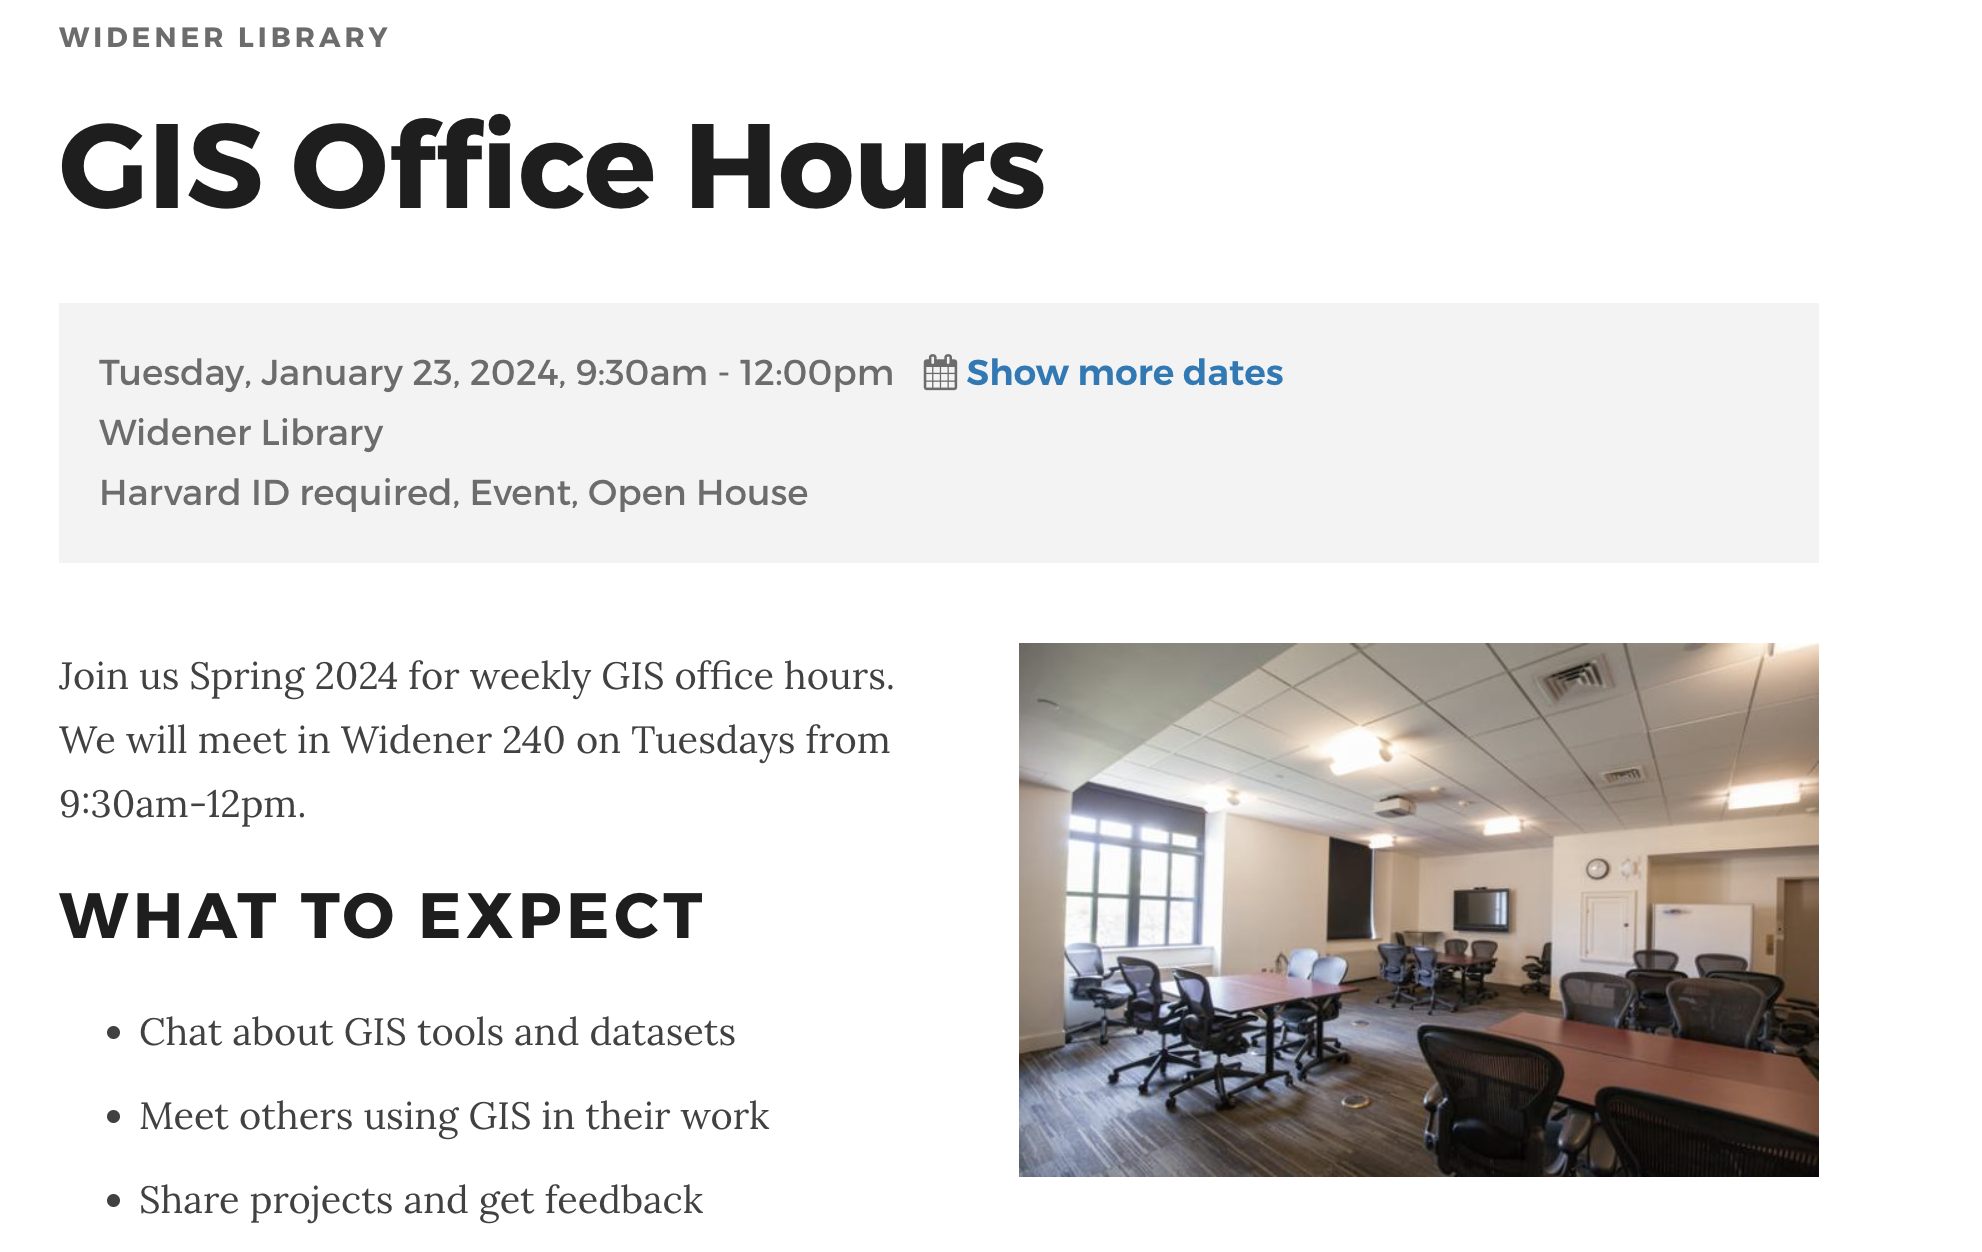 WIDENER LIBRARY
GIS Office Hours
Tuesday, January 23, 2024, 9:30am - 12:00pm Show more dates
Widener Library
Harvard ID required, Event, Open House
Join us Spring 2024 for weekly GIS office hours.
We will meet in Widener 240 on Tuesdays from
9:30am-12pm.
WHAT TO EXPECT
• Chat about GIS tools and datasets
• Meet others using GIS in their work
• Share projects and get feedback